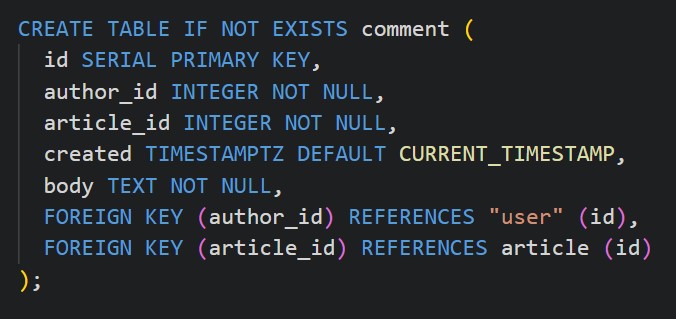 CREATE TABLE IF NOT EXISTS comment (
id SERIAL PRIMARY KEY,
author_id INTEGER NOT NULL,
article_id INTEGER NOT NULL,
created TIMESTAMPTZ DEFAULT CURRENT_TIMESTAMP,
body TEXT NOT NULL,
FOREIGN KEY (author_id) REFERENCES "user" (id),
FOREIGN KEY (article_id) REFERENCES article (id)
);